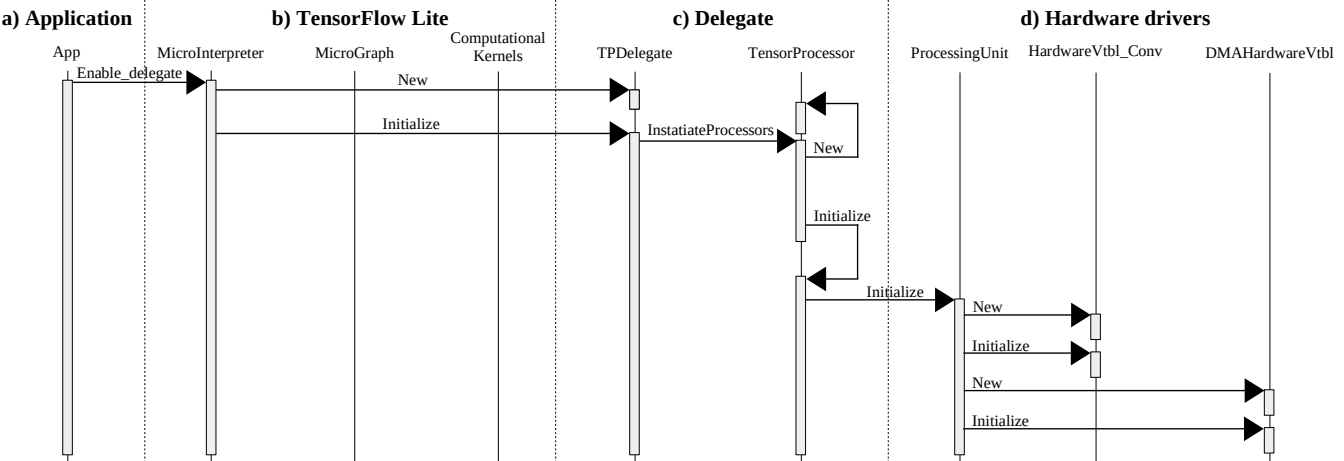 a) Application
b) TensorFlow Lite
c) Delegate
d) Hardware drivers
App
MicroInterpreter
MicroGraph
Computational
Kernels
TPDelegate
TensorProcessor
ProcessingUnit
HardwareVtbl_Conv
DMAHardwareVtbl
Enable_delegate
New
Initialize
InstatiateProcessors
New
Initialize
Initialize
New
Initialize
New
Initialize